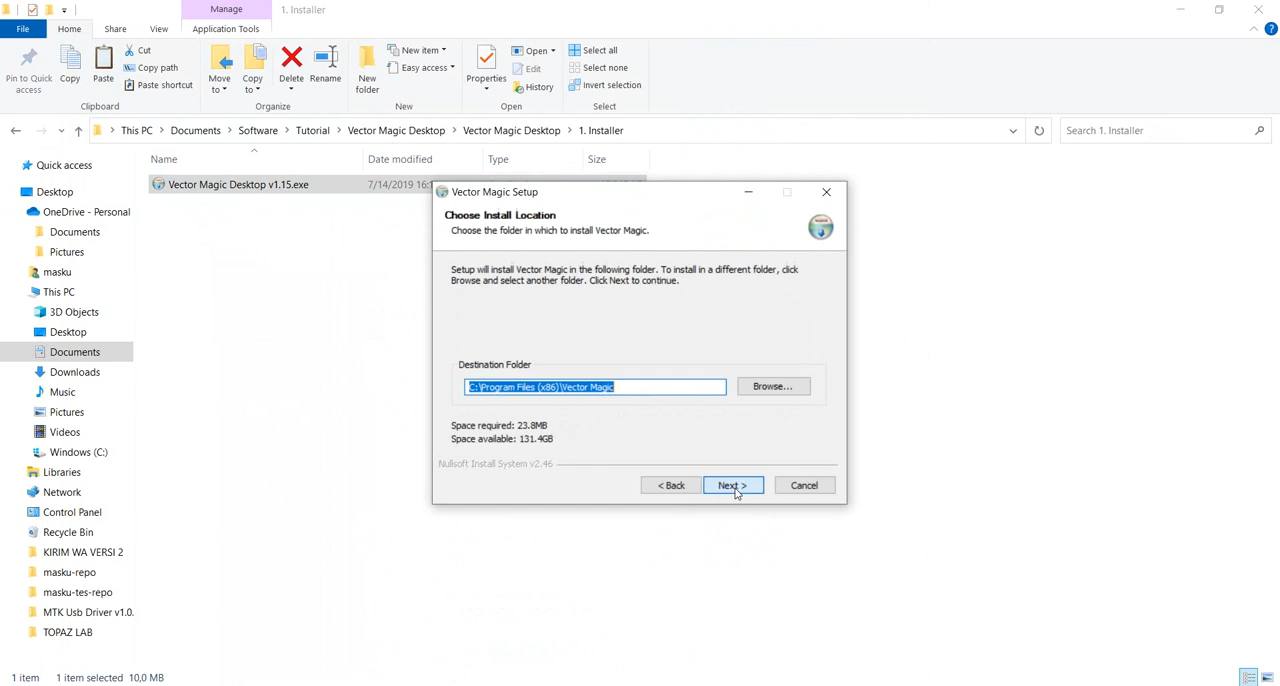 Manage
1. Installer
File
Home
Share
View
Application Tools
Pin to Quick access
Copy
Paste
Cut
Copy path
Paste shortcut
Clipboard
Move to
Copy to
Delete
Rename
Organize
New folder
New item
Easy access
New
Properties
Open
Edit
History
Open
Select all
Select none
Invert selection
Select
This PC > Documents > Software > Tutorial > Vector Magic Desktop > Vector Magic Desktop > 1. Installer
Search 1. Installer
Name
Date modified
Type
Size
Vector Magic Desktop v1.15.exe
7/14/2019 16:1
Quick access
Desktop
OneDrive - Personal
Documents
Pictures
masku
This PC
3D Objects
Desktop
Documents
Downloads
Music
Pictures
Videos
Windows (C:)
Libraries
Network
Control Panel
Recycle Bin
KIRIM WA VERSI 2
masku-repo
masku-tes-repo
MTK Usb Driver v1.0.
TOPAZ LAB
Vector Magic Setup
Choose Install Location
Choose the folder in which to install Vector Magic.
Setup will install Vector Magic in the following folder. To install in a different folder, click
Browse and select another folder. Click Next to continue.
Destination Folder
C:\Program Files (x86)\Vector Magic
Browse...
Space required: 23.8MB
Space available: 131.4GB
Nullsoft Install System v2.46
< Back
Next >
Cancel
1 item
1 item selected 10,0 MB